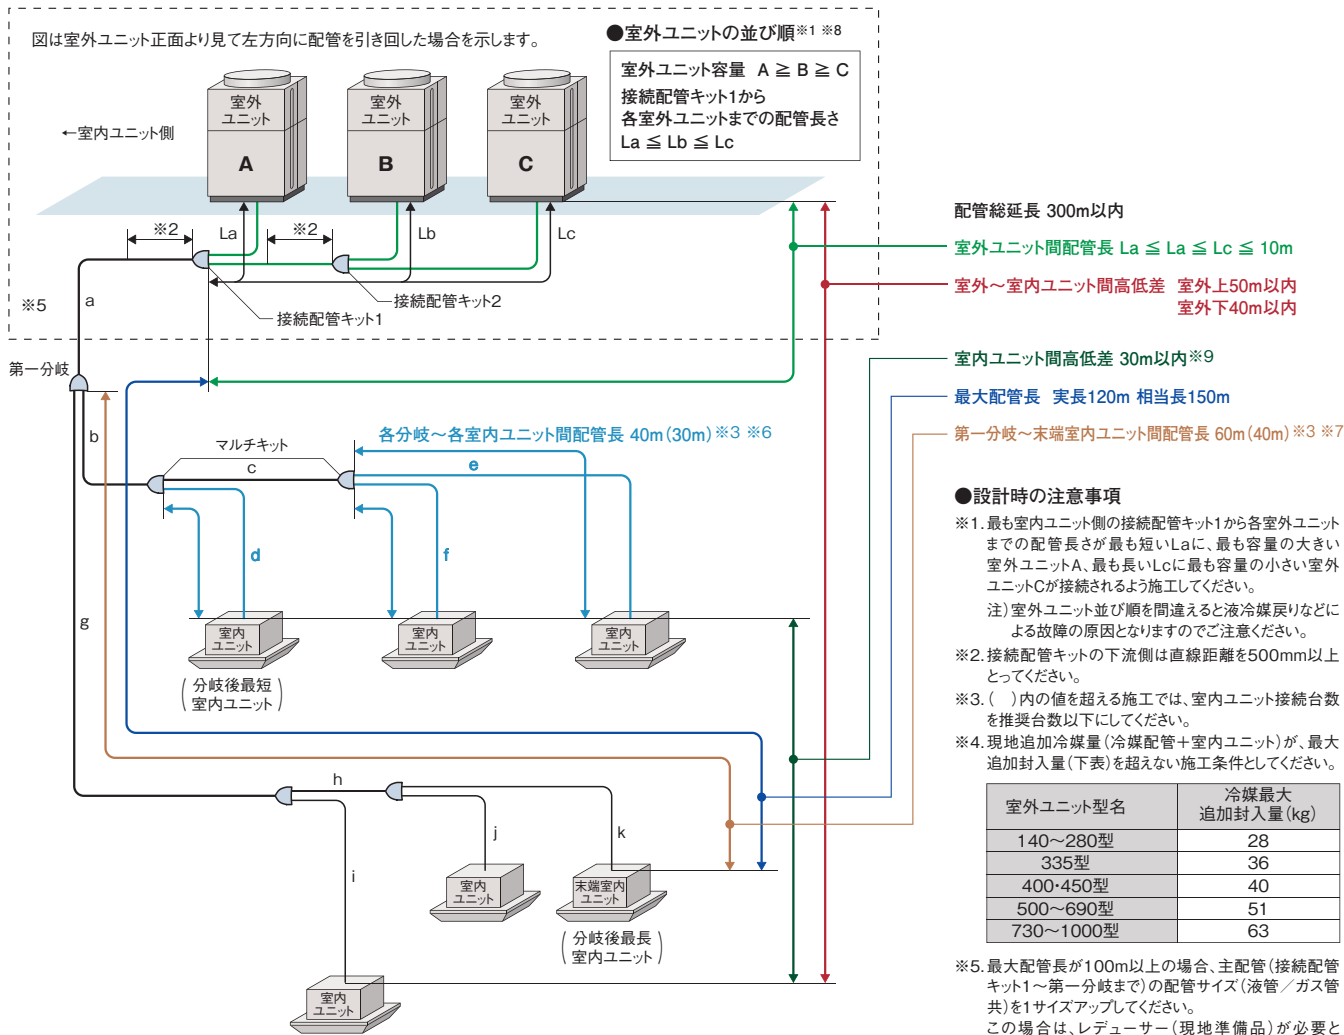 図は室外ユニット正面より見て左方向に配管を引き回した場合を示します。
●室外ユニットの並び順※1 ※8
室外ユニット容量 A ≧ B ≧ C
接続配管キット1から
各室外ユニットまでの配管長さ
La ≦ Lb ≦ Lc
←室内ユニット側
室外
ユニット
A
室外
ユニット
B
室外
ユニット
C
※2
La
※2
Lb
Lc
※5
a
接続配管キット2
接続配管キット1
第一分岐
配管総延長 300m以内
室外ユニット間配管長 La ≦ La ≦ Lc ≦ 10m
室外～室内ユニット間高低差 室外上50m以内
室外下40m以内
室内ユニット間高低差 30m以内※9
最大配管長 実長120m 相当長150m
第一分岐～末端室内ユニット間配管長 60m(40m)※3 ※7
b
マルチキット
c
各分岐～各室内ユニット間配管長 40m(30m)※3 ※6
e
d
f
g
室内
ユニット
(分岐後最短
室内ユニット)
室内
ユニット
室内
ユニット
h
i
j
k
室内
ユニット
末端室内
ユニット
(分岐後最長
室内ユニット)
室内
ユニット
●設計時の注意事項
※1.最も室内ユニット側の接続配管キット1から各室外ユニット
までの配管長さが最も短いLaに、最も容量の大きい
室外ユニットA、最も長いLcに最も容量の小さい室外
ユニットCが接続されるよう施工してください。
注)室外ユニット並び順を間違えると液冷媒戻りなどに
よる故障の原因となりますのでご注意ください。
※2.接続配管キットの下流側は直線距離を500mm以上
とってください。
※3.( )内の値を超える施工では、室内ユニット接続台数
を推奨台数以下にしてください。
※4.現地追加冷媒量(冷媒配管＋室内ユニット)が、最大
追加封入量(下表)を超えない施工条件としてください。
室外ユニット型名 冷媒最大
追加封入量(kg)
140～280型 28
335型 36
400・450型 40
500～690型 51
730～1000型 63
※5.最大配管長が100m以上の場合、主配管(接続配管
キット1～第一分岐まで)の配管サイズ(液管／ガス管
共)を1サイズアップしてください。
この場合は、レデューサー(現地準備品)が必要と